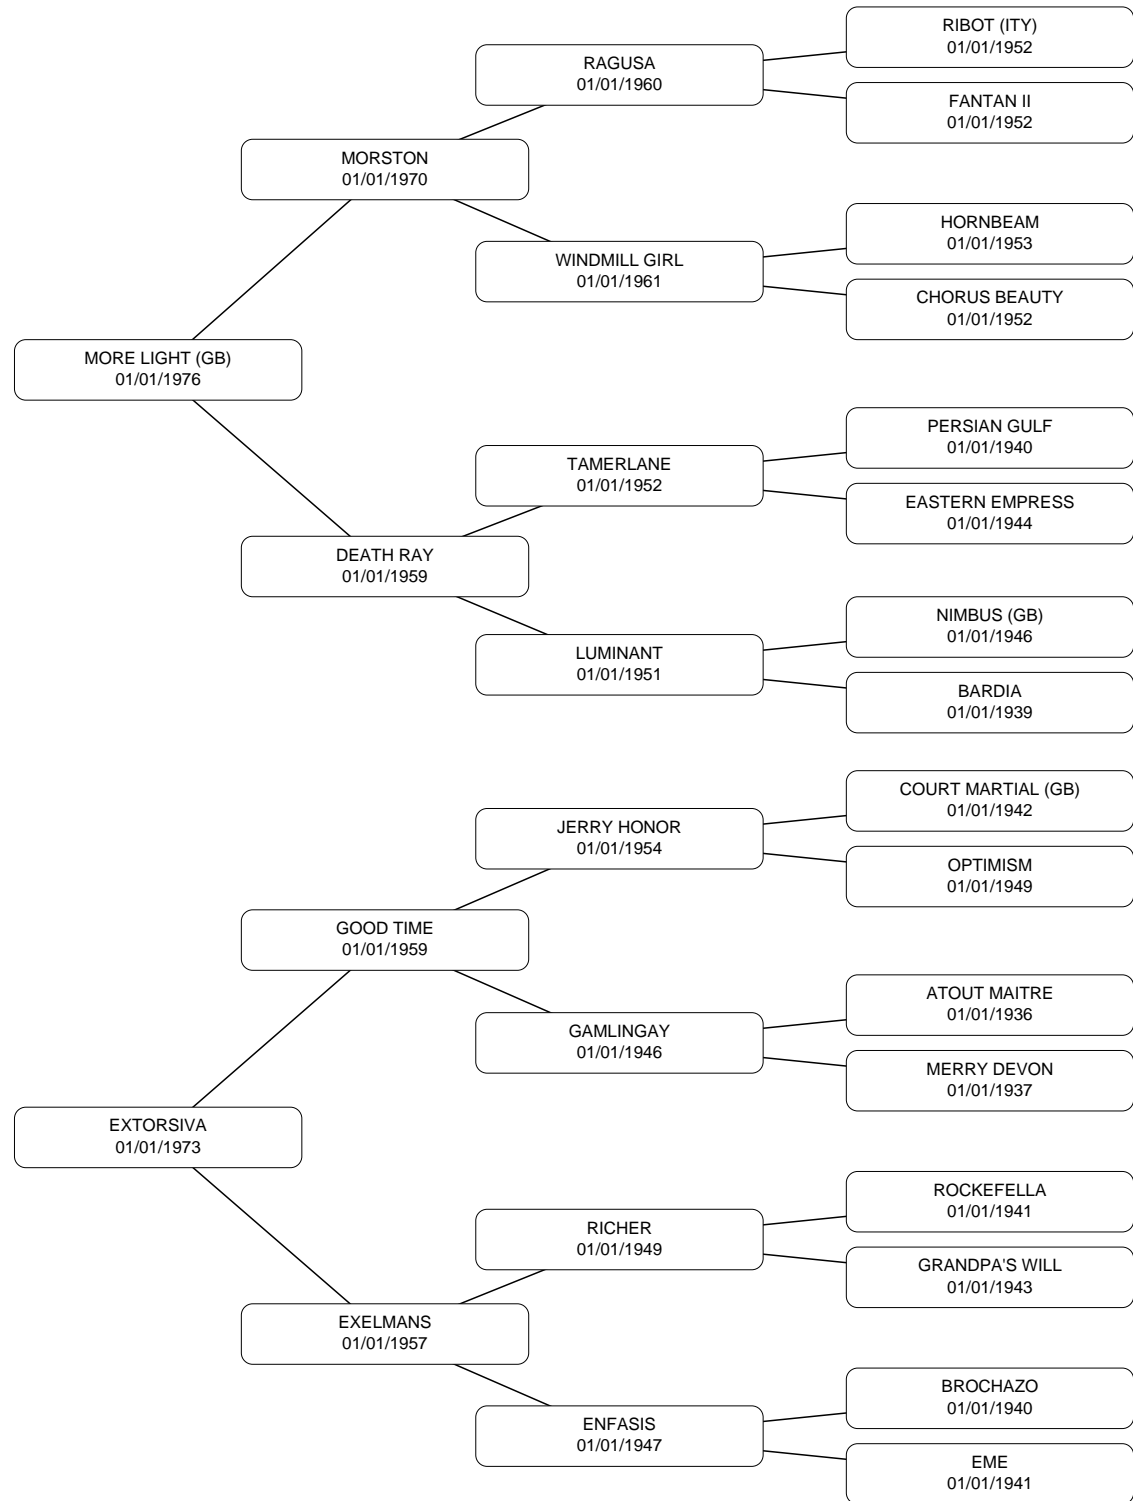 RIBOT (ITY)
01/01/1952
RAGUSA
01/01/1960
FANTAN II
01/01/1952
MORSTON
01/01/1970
HORNBEAM
01/01/1953
WINDMILL GIRL
01/01/1961
CHORUS BEAUTY
01/01/1952
MORE LIGHT (GB)
01/01/1976
PERSIAN GULF
01/01/1940
TAMERLANE
01/01/1952
EASTERN EMPRESS
01/01/1944
DEATH RAY
01/01/1959
NIMBUS (GB)
01/01/1946
LUMINANT
01/01/1951
BARDIA
01/01/1939
COURT MARTIAL (GB)
01/01/1942
JERRY HONOR
01/01/1954
OPTIMISM
01/01/1949
GOOD TIME
01/01/1959
ATOUT MAITRE
01/01/1936
GAMLINGAY
01/01/1946
MERRY DEVON
01/01/1937
EXTORSIVA
01/01/1973
ROCKEFELLA
01/01/1941
RICHER
01/01/1949
GRANDPA'S WILL
01/01/1943
EXELMANS
01/01/1957
BROCHAZO
01/01/1940
ENFASIS
01/01/1947
EME
01/01/1941